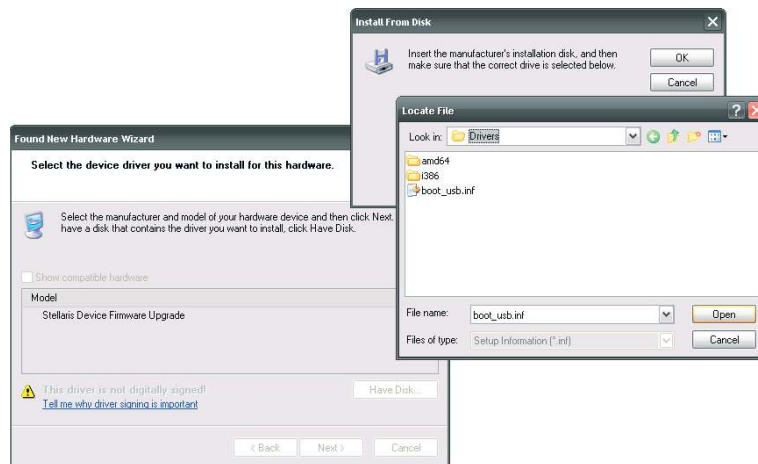 Install From Disk
Insert the manufacturer's installation disk, and then
make sure that the correct drive is selected below.
OK
Cancel
Locate File
Look in:
Drivers
amd64
i386
boot_usb.inf
File name:
boot_usb.inf
Open
Files of type:
Setup Information (*.inf)
Cancel
Found New Hardware Wizard
Select the device driver you want to install for this hardware.
Select the manufacturer and model of your hardware device and then click Next.
have a disk that contains the driver you want to install, click Have Disk.
Show compatible hardware
Model
Stellaris Device Firmware Upgrade
This driver is not digitally signed!
Tell me why driver signing is important
Have Disk...
< Back
Next >
Cancel